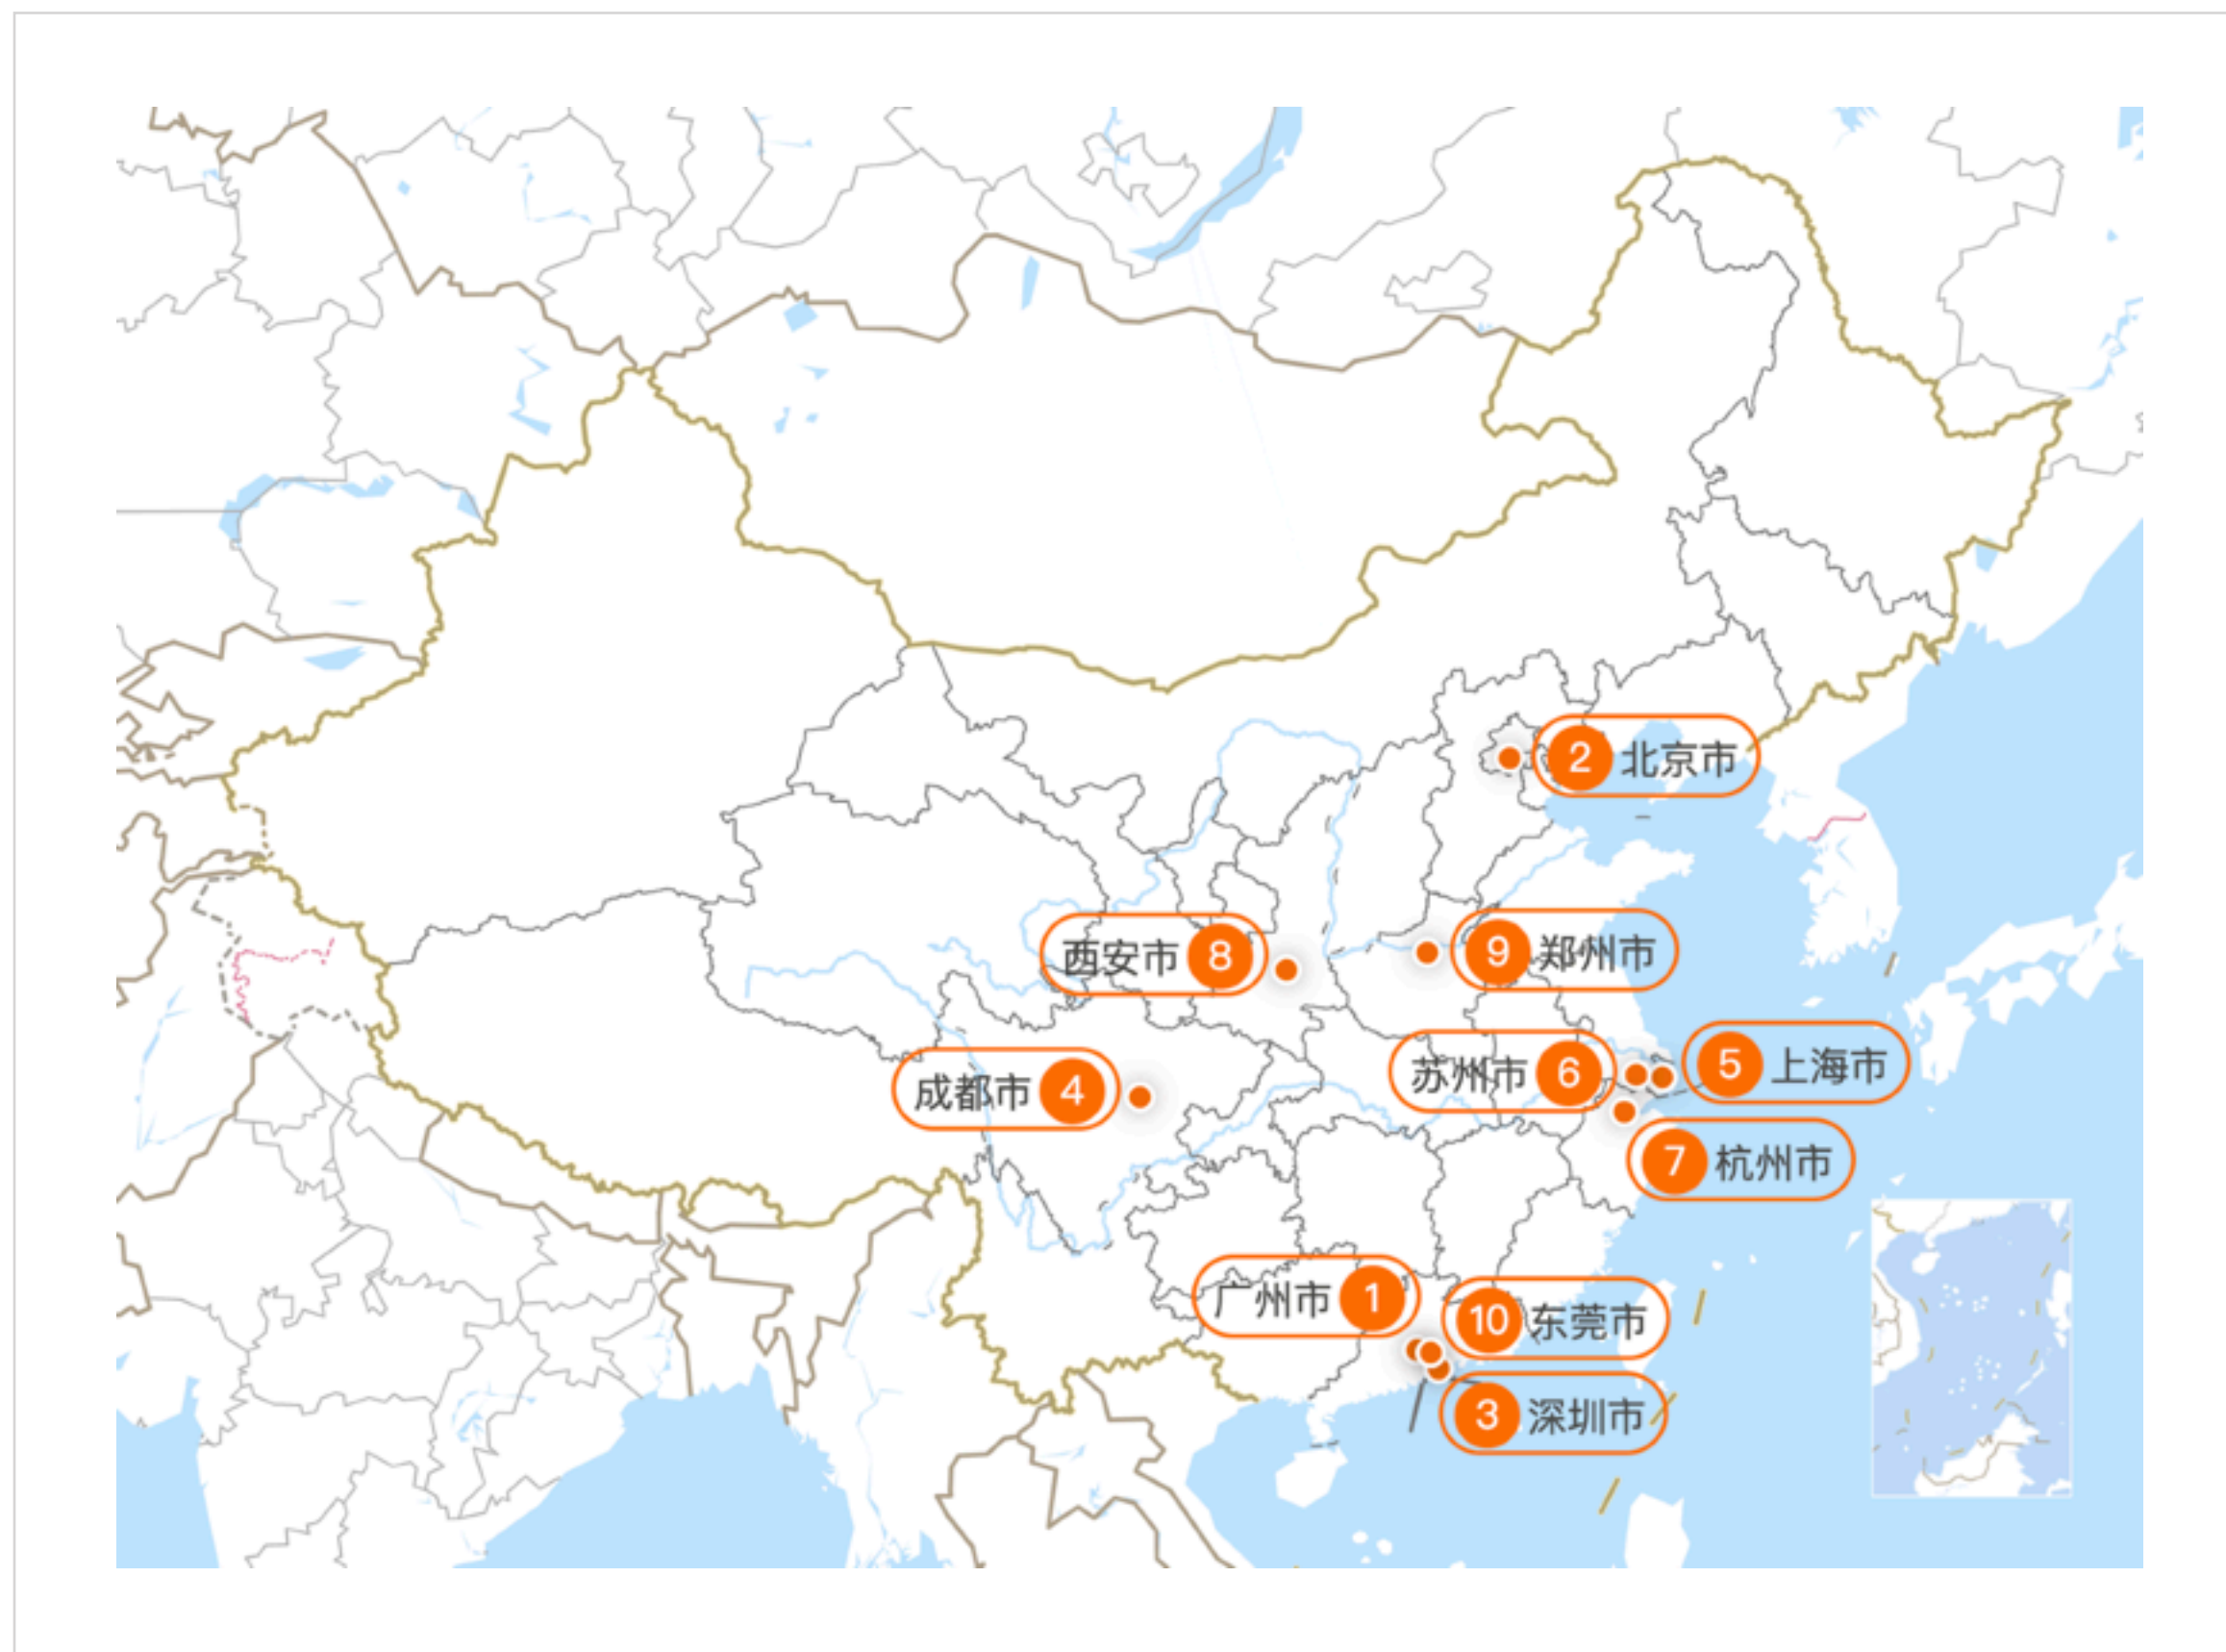 2 北京市
西安市 8
9 郑州市
5 上海市
苏州市 6
成都市 4
7 杭州市
广州市 1
10 东莞市
3 深圳市